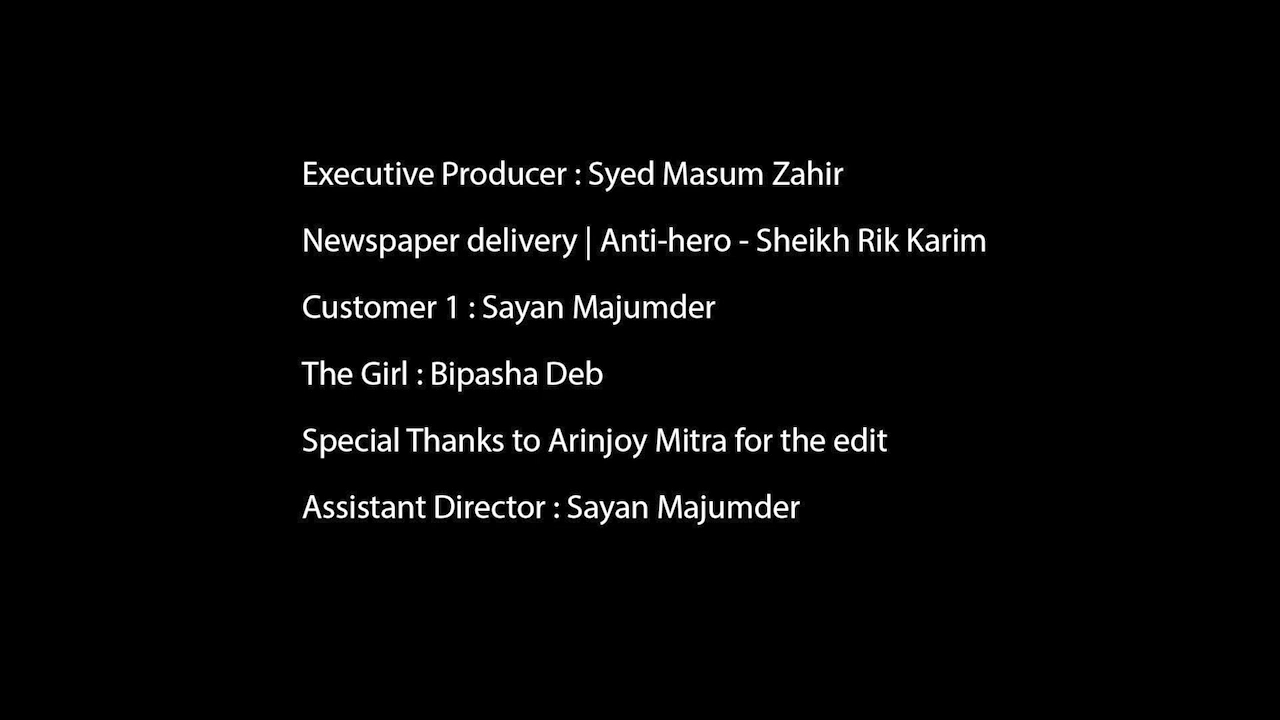 Executive Producer : Syed Masum Zahir
Newspaper delivery | Anti-hero - Sheikh Rik Karim
Customer 1 : Sayan Majumder
The Girl : Bipasha Deb
Special Thanks to Arinjoy Mitra for the edit
Assistant Director : Sayan Majumder